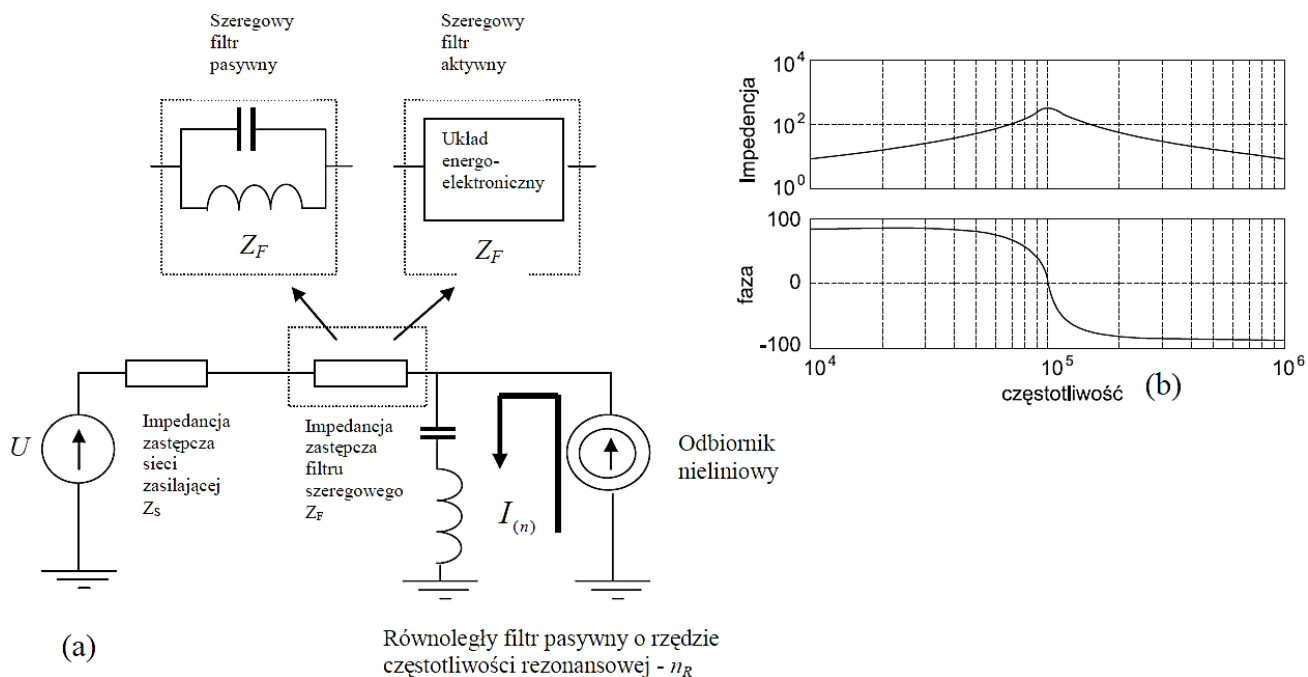 Szeregowy
filtr
pasywny
Szeregowy
filtr
aktywny
Układ
energo-
elektroniczny
Z_F
Z_F
U
Impedancja
zastępcza
sieci
zasilającej
Z_S
Impedancja
zastępcza
filtru
szeregowego
Z_F
I_(n)
Odbiornik
nieliniowy
(a)
Równoległy filtr pasywny o rzędzie
częstotliwości rezonansowej - n_R
Impedencja
10^4
10^2
10^0
faza
100
0
-100
10^4
10^5
10^6
częstotliwość
(b)